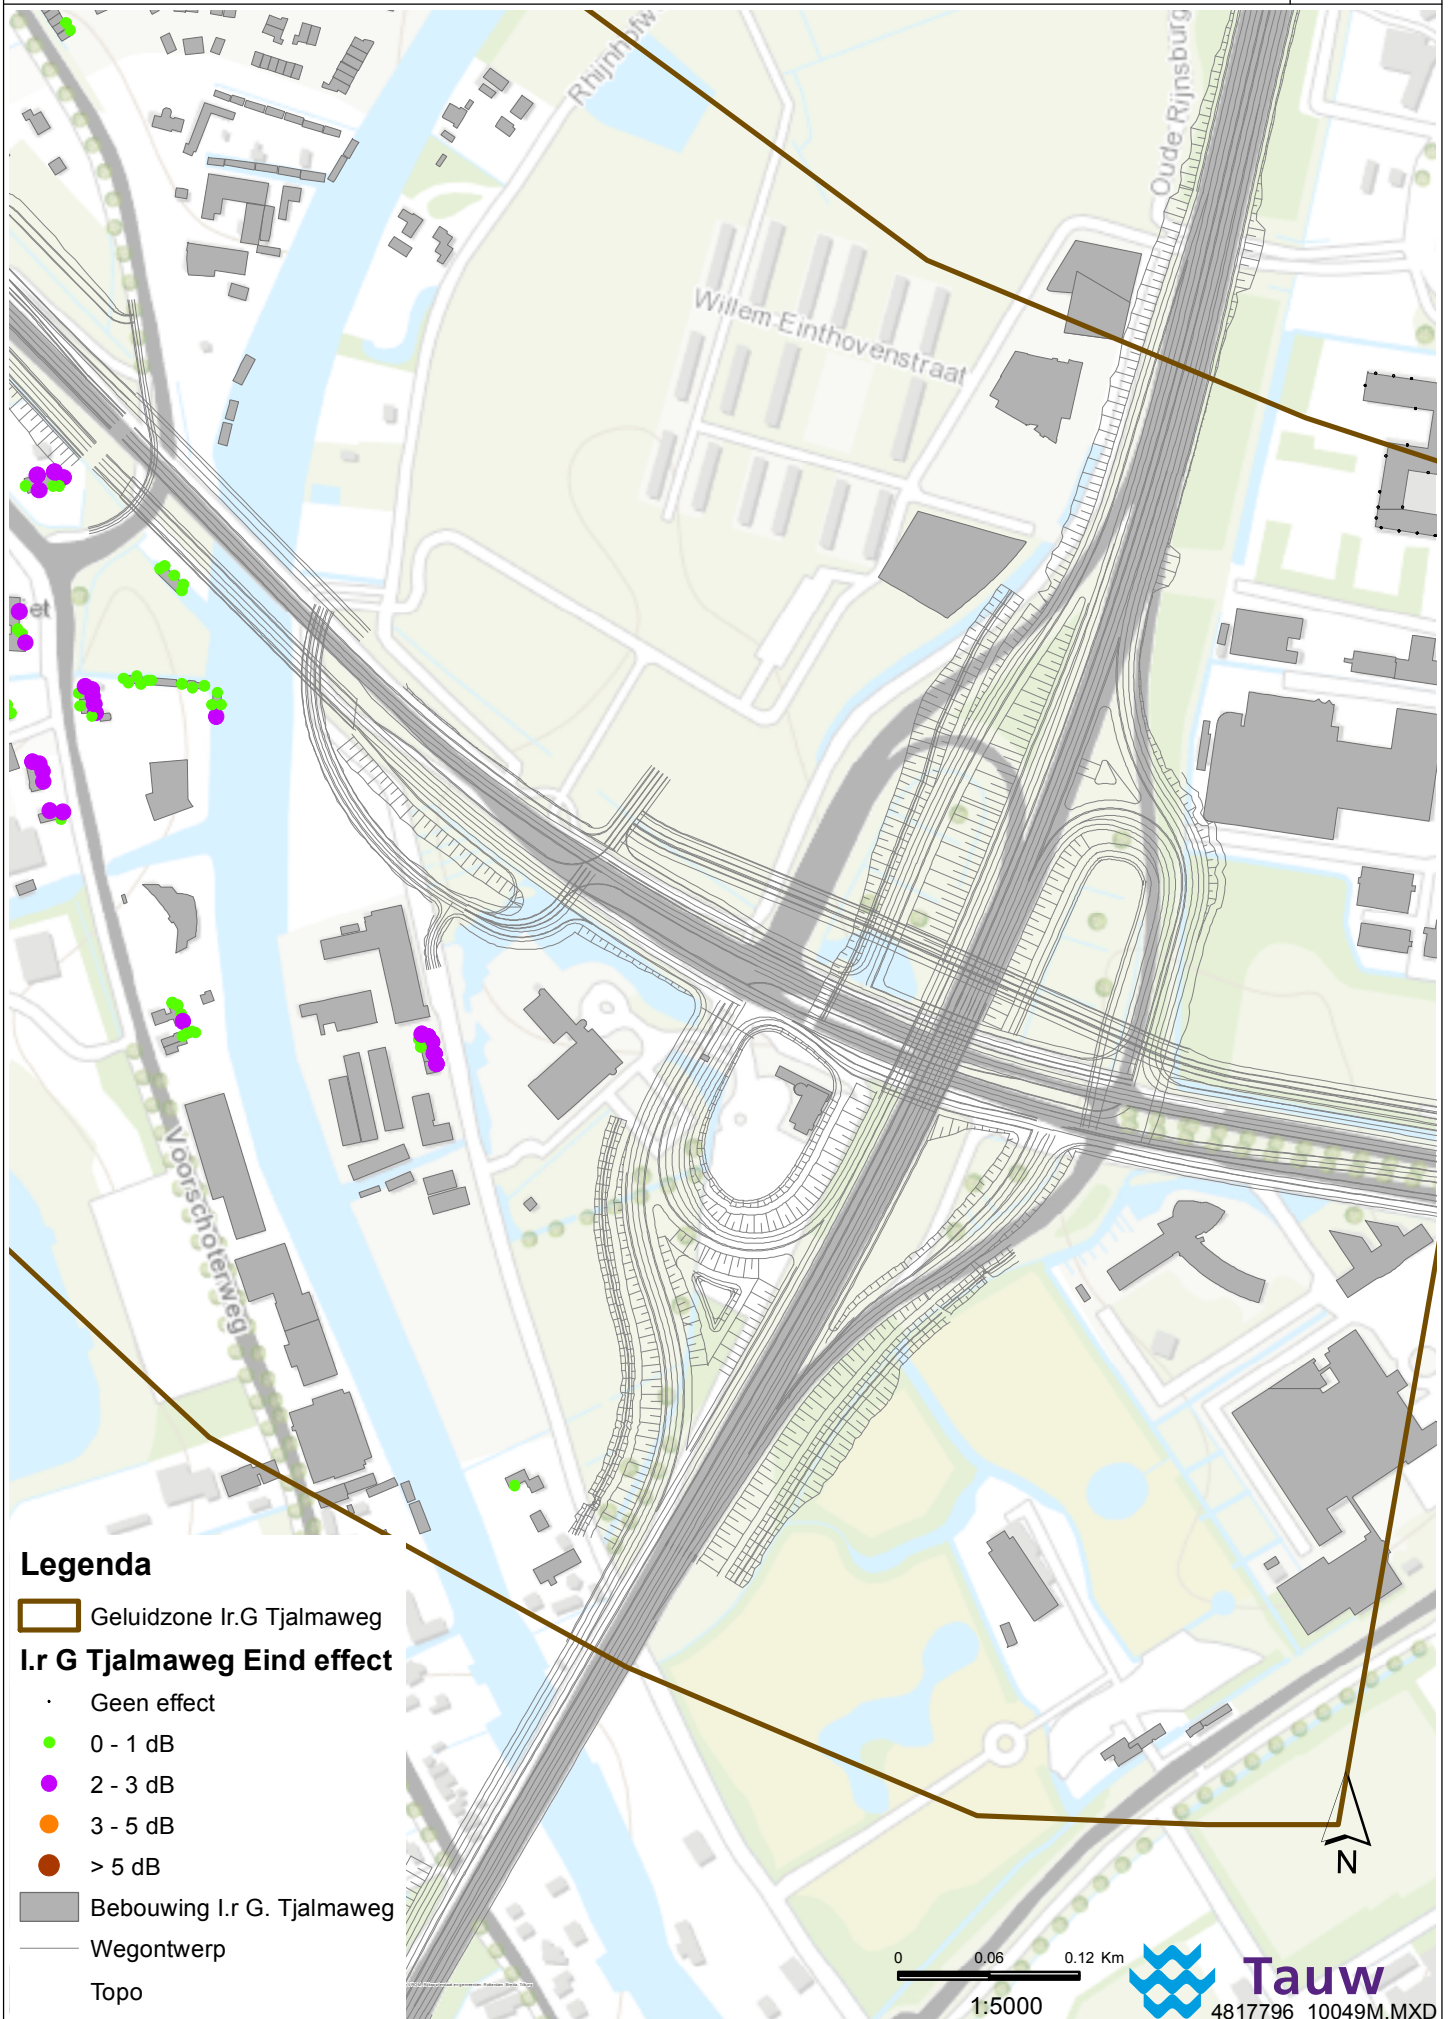 Rhijnhofw
Oude Rijnsburg
Willem Einthovenstraat
iet
Voorschoterweg
Legenda
Geluidzone Ir.G Tjalmaweg
I.r G Tjalmaweg Eind effect
Geen effect
0 - 1 dB
2 - 3 dB
3 - 5 dB
> 5 dB
Bebouwing I.r G. Tjalmaweg
Wegontwerp
Topo
0 0.06 0.12 Km
1:5000
N
Tauw
4817796_10049M.MXD